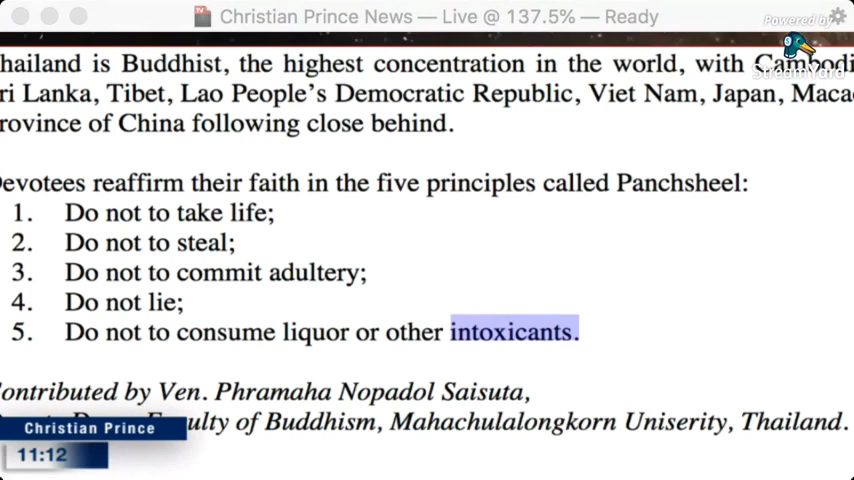 Christian Prince News — Live @ 137.5% — Ready
Powered by
StreamYard
hailand is Buddhist, the highest concentration in the world, with Cambodi
ri Lanka, Tibet, Lao People's Democratic Republic, Viet Nam, Japan, Maca
rovince of China following close behind.
evotees reaffirm their faith in the five principles called Panchsheel:
1. Do not to take life;
2. Do not to steal;
3. Do not to commit adultery;
4. Do not lie;
5. Do not to consume liquor or other intoxicants.
ontributed by Ven. Phramaha Nopadol Saisuta,
ulty of Buddhism, Mahachulalongkorn Uniserity, Thailand.
Christian Prince
11:12